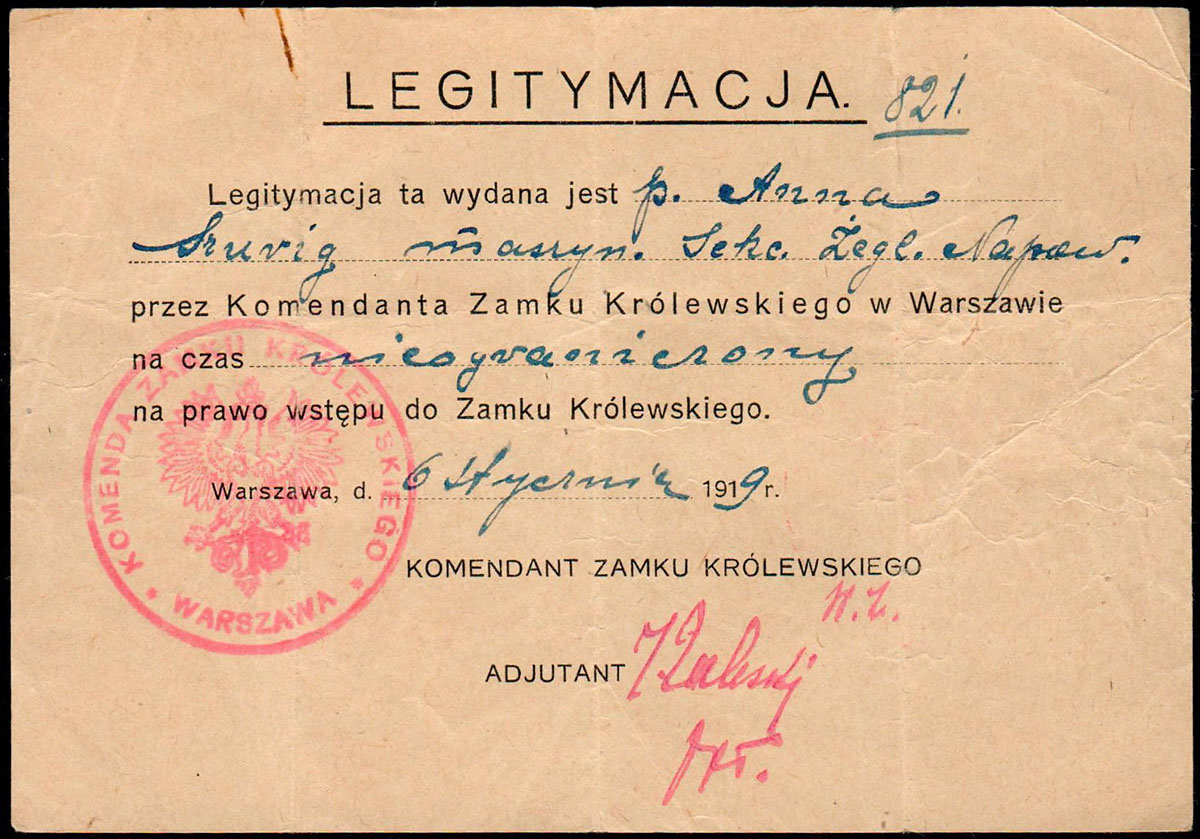 LEGITYMACJA. 821.
Legitymacja ta wydana jest p. Anna
Szuvig maszyn. Sekc. Żegl. Napow.
przez Komendanta Zamku Królewskiego w Warszawie
na czas nieograniczony
na prawo wstępu do Zamku Królewskiego.
Warszawa, d. 6 Stycznia 1919 r.
KOMENDA ZAMKU KRÓLEWSKIEGO
* WARSZAWA *
KOMENDANT ZAMKU KRÓLEWSKIEGO
ADJUTANT Zaleski